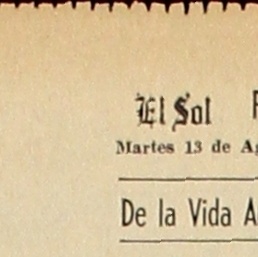 El Sol
Martes 13 de
De la Vida